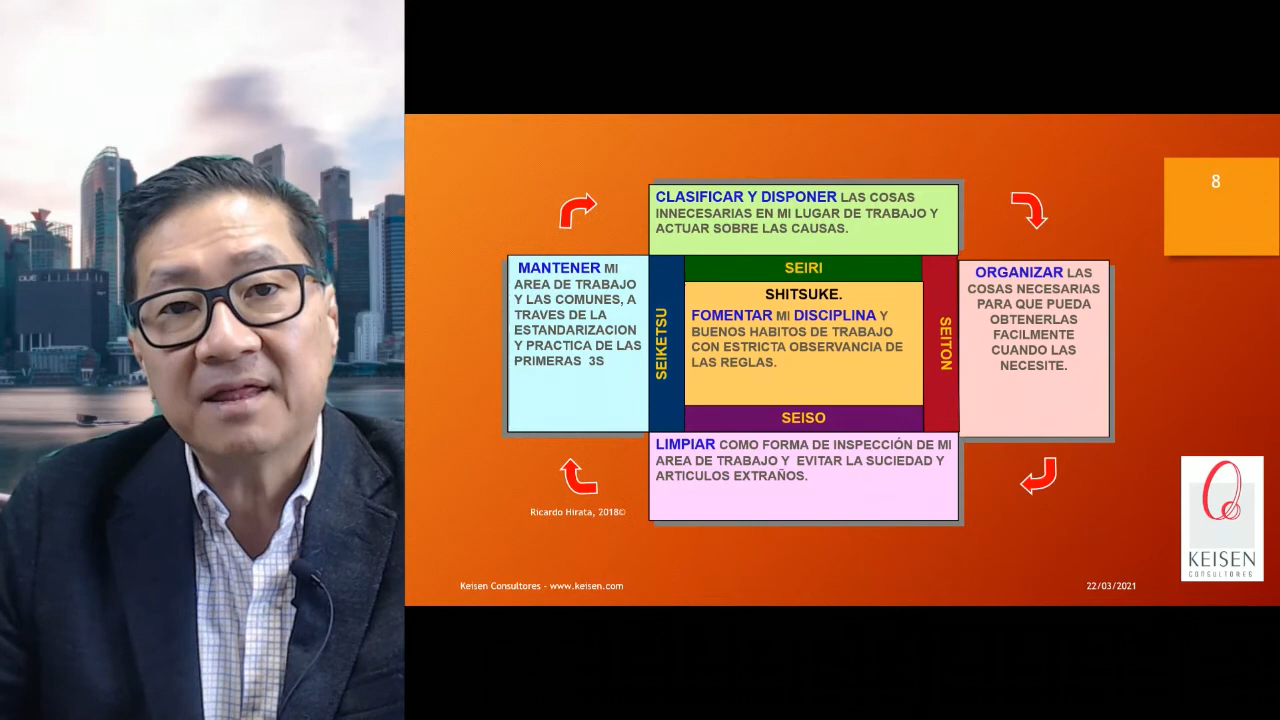 8
CLASIFICAR Y DISPONER LAS COSAS
INNECESARIAS EN MI LUGAR DE TRABAJO Y
ACTUAR SOBRE LAS CAUSAS.
MANTENER MI
AREA DE TRABAJO
Y LAS COMUNES, A
TRAVES DE LA
ESTANDARIZACION
Y PRACTICA DE LAS
PRIMERAS 3S
SEIKETSU
SEIRI
SHITSUKE.
FOMENTAR MI DISCIPLINA Y
BUENOS HABITOS DE TRABAJO
CON ESTRICTA OBSERVANCIA DE
LAS REGLAS.
SEISO
SEITON
ORGANIZAR LAS
COSAS NECESARIAS
PARA QUE PUEDA
OBTENERLAS
FACILMENTE
CUANDO LAS
NECESITE.
LIMPIAR COMO FORMA DE INSPECCIÓN DE MI
AREA DE TRABAJO Y EVITAR LA SUCIEDAD Y
ARTICULOS EXTRAÑOS.
Ricardo Hirata, 2018©
KEISEN
CONSULTORES
Keisen Consultores - www.keisen.com
22/03/2021